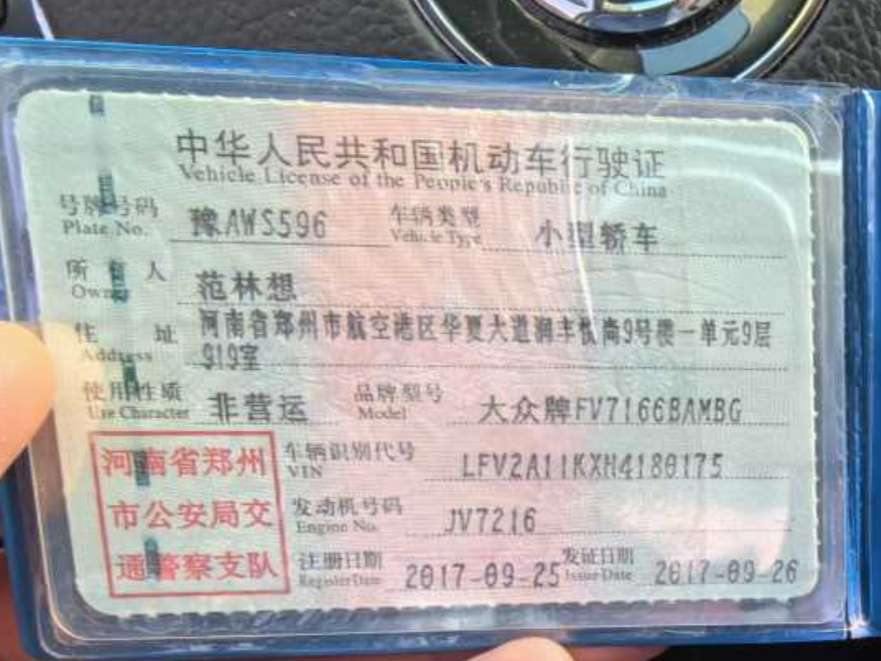 中华人民共和国机动车行驶证
Vehicle License of the People's Republic of China
号牌号码 豫AWS596 车辆类型 小型轿车
Plate No. Vehicle Type
所有人 范林想
Owner
住址 河南省郑州市航空港区华夏大道润丰悦尚9号楼一单元9层
Address 919室
使用性质 非营运 品牌型号 大众牌FV7166BAMBG
Use Character Model
河南省郑州 车辆识别代号 LFV2A11KXH4180175
VIN
市公安局交 发动机号码 JV7216
Engine No.
通警察支队 注册日期 2017-09-25 发证日期 2017-09-26
Register Date Issue Date